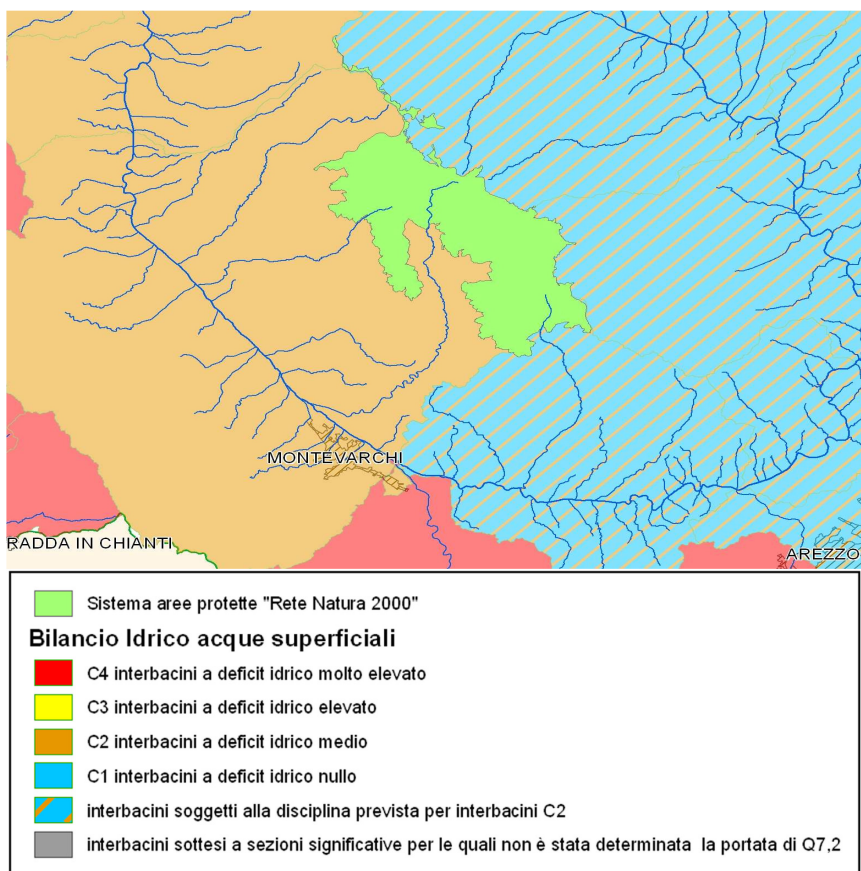 MONTEVARCHI
RADDA IN CHIANTI
AREZZO
Sistema aree protette "Rete Natura 2000"
Bilancio Idrico acque superficiali
C4 interbacini a deficit idrico molto elevato
C3 interbacini a deficit idrico elevato
C2 interbacini a deficit idrico medio
C1 interbacini a deficit idrico nullo
interbacini soggetti alla disciplina prevista per interbacini C2
interbacini sottesi a sezioni significative per le quali non è stata determinata la portata di Q7,2